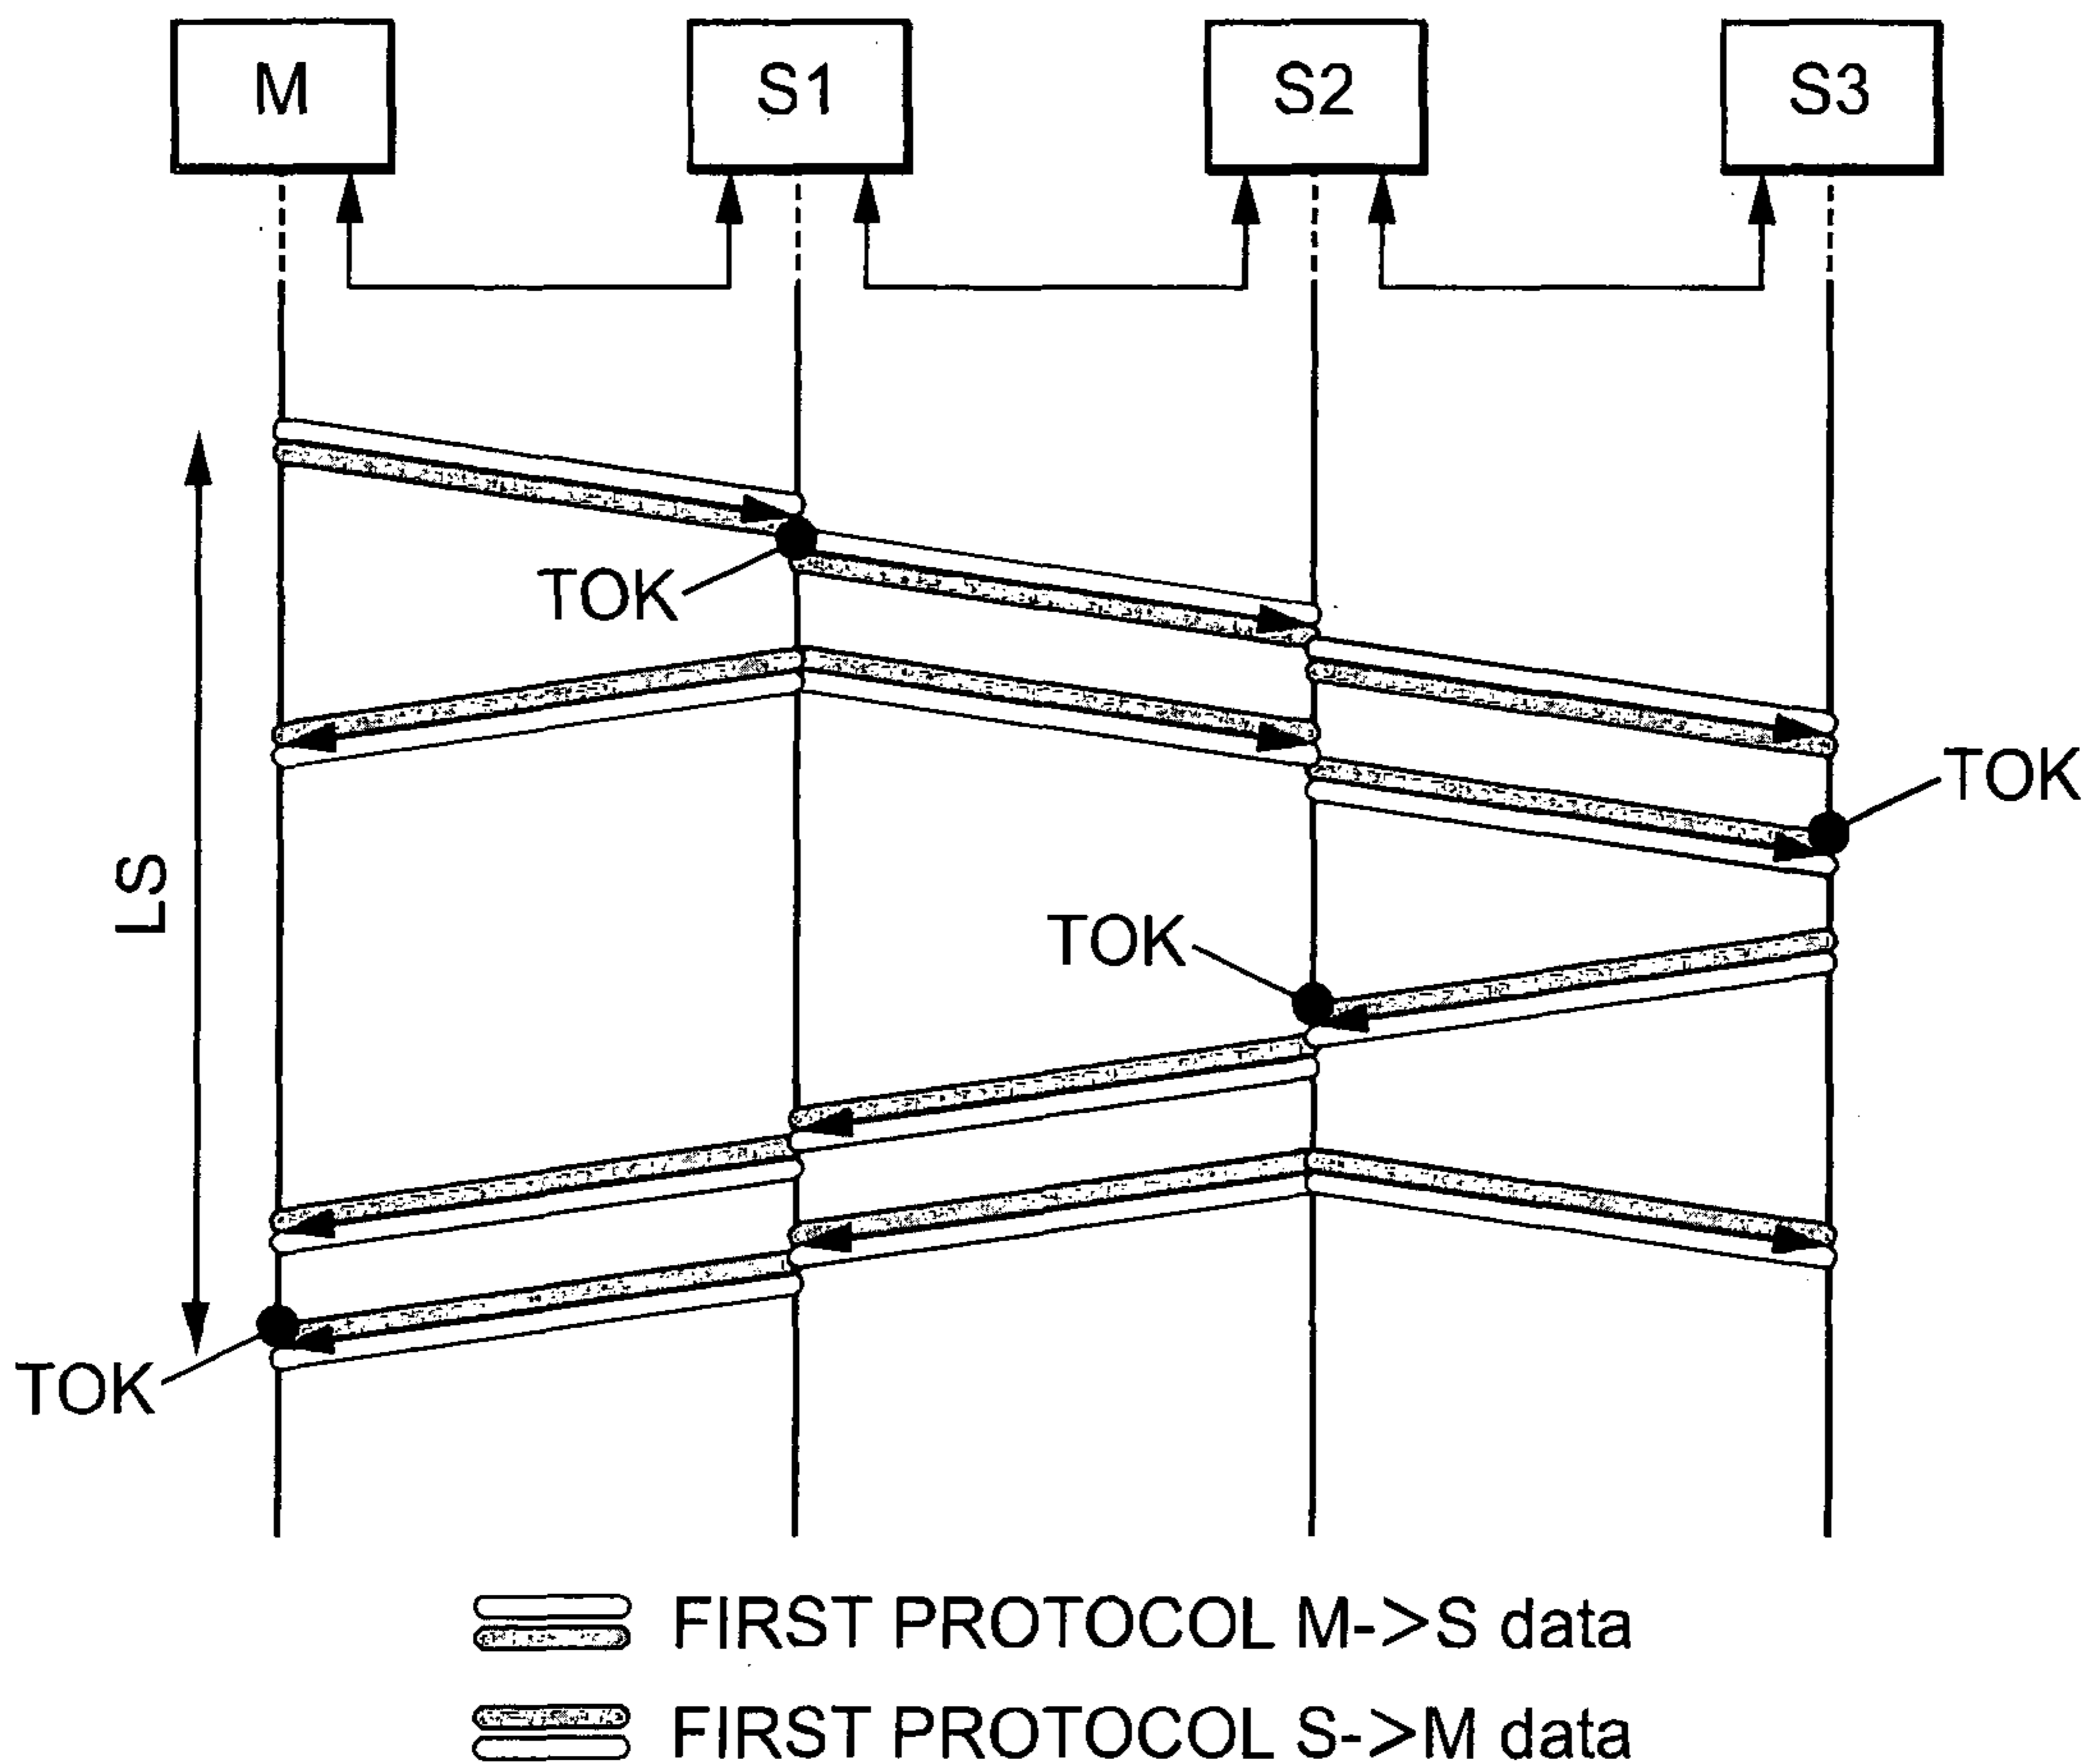 M
S1
S2
S3
TOK
TOK
LS
TOK
TOK
FIRST PROTOCOL M->S data
FIRST PROTOCOL S->M data